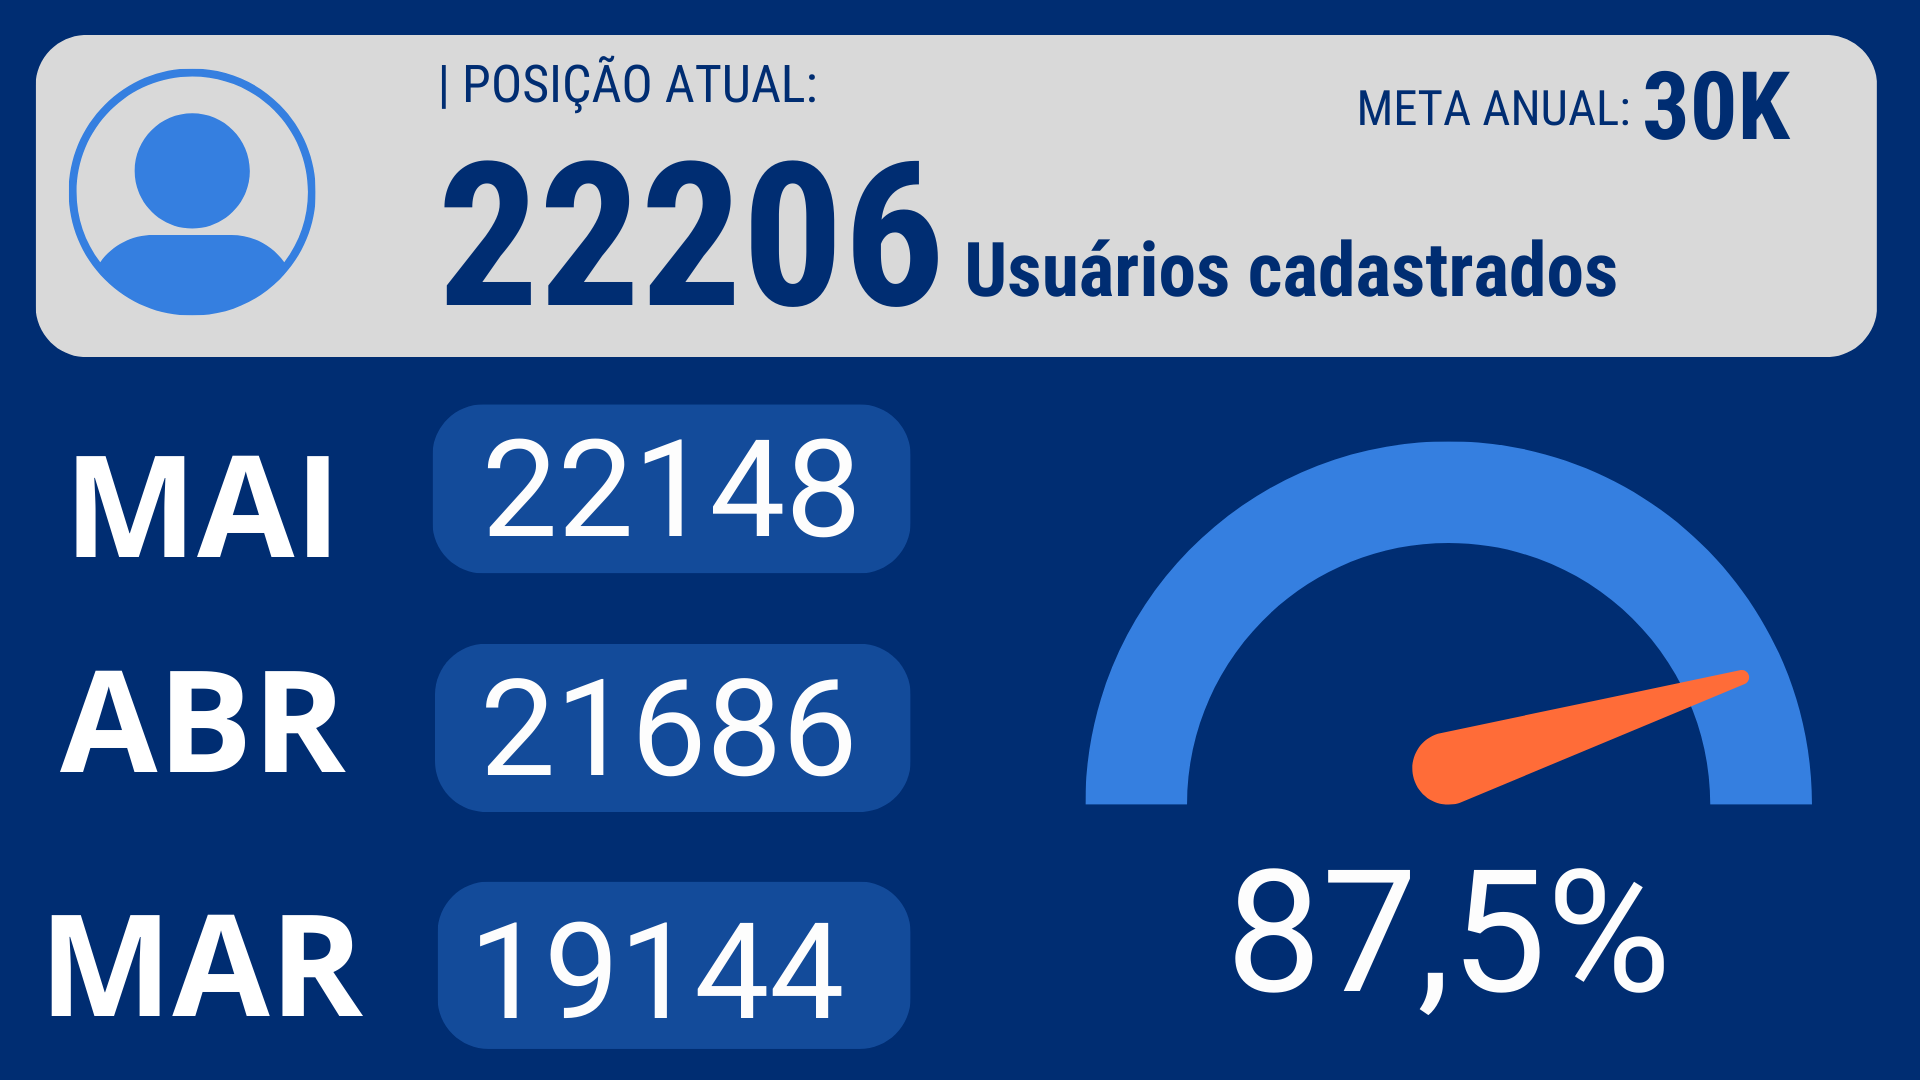 | POSIÇÃO ATUAL:
META ANUAL: 30K
22206 Usuários cadastrados
MAI 22148
ABR 21686
MAR 19144
87,5%